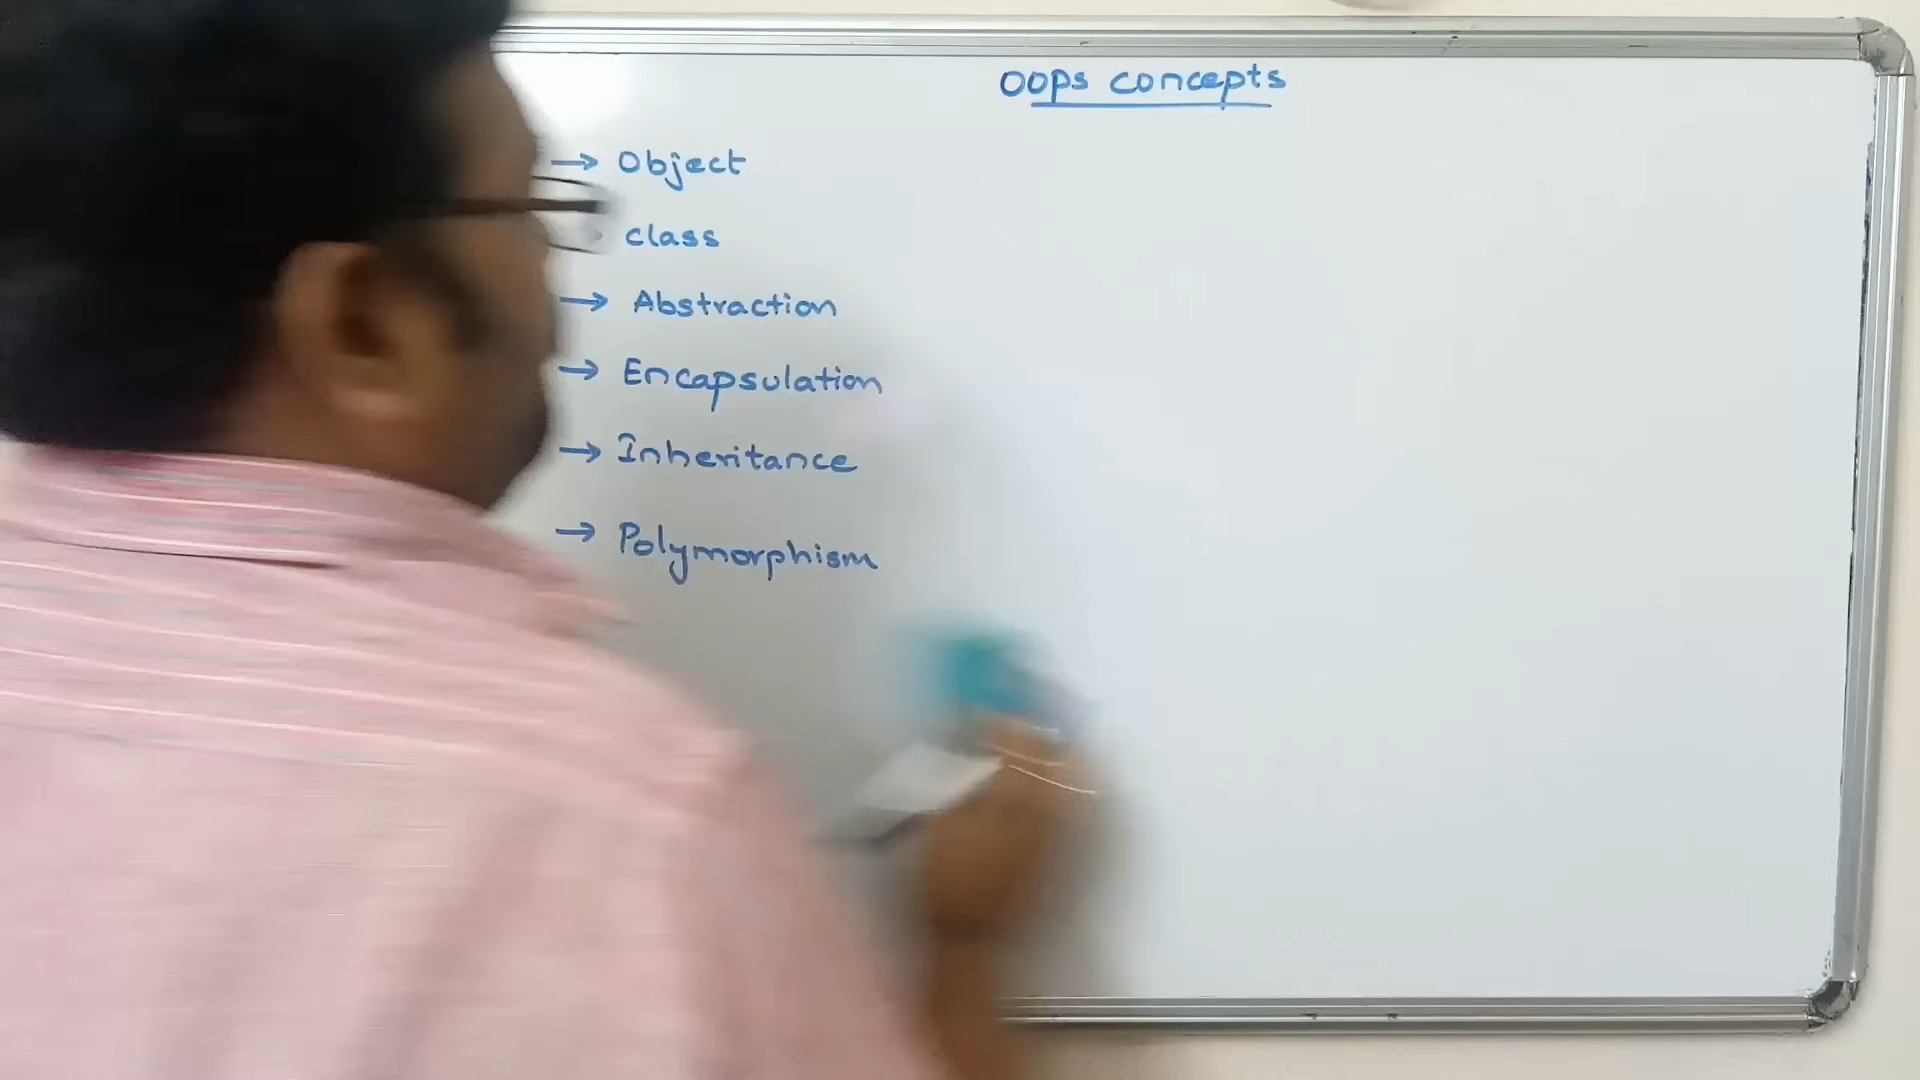 OOPs concepts
→ Object
class
→ Abstraction
→ Encapsulation
→ Inheritance
→ Polymorphism